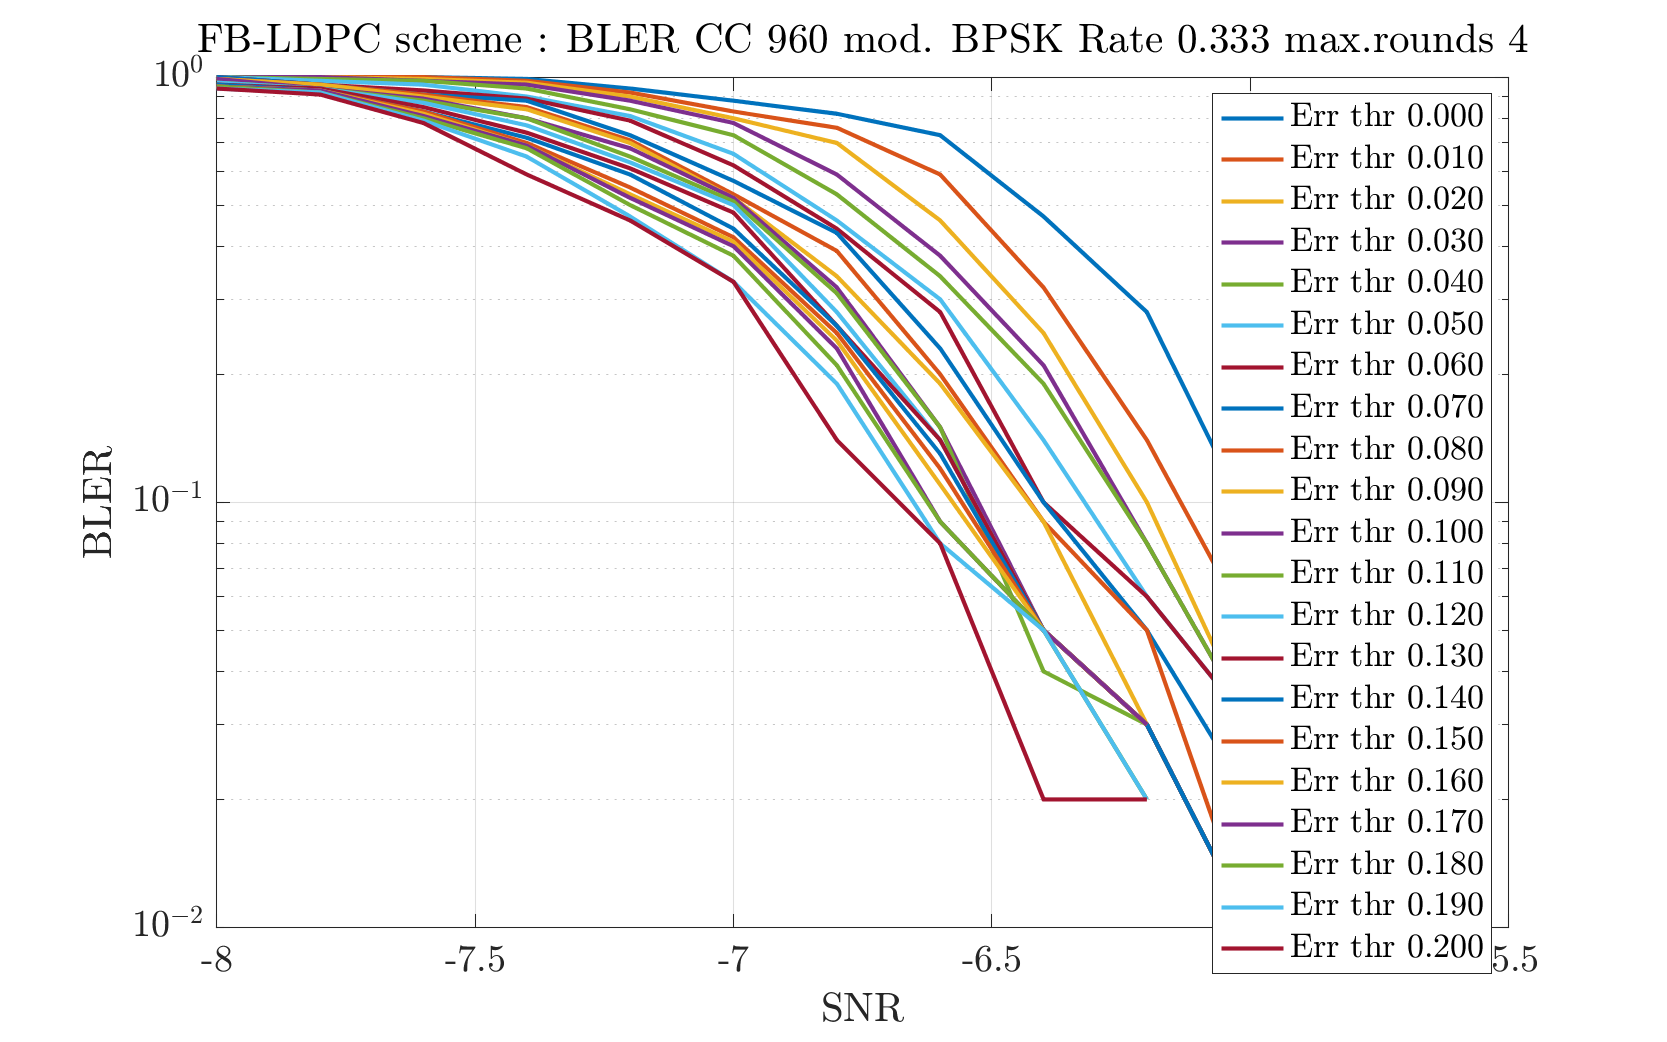 FB-LDPC scheme : BLER CC 960 mod. BPSK Rate 0.333 max.rounds 4
10^0
10^-1
10^-2
BLER
-8 -7.5 -7 -6.5 5.5
SNR
Err thr 0.000
Err thr 0.010
Err thr 0.020
Err thr 0.030
Err thr 0.040
Err thr 0.050
Err thr 0.060
Err thr 0.070
Err thr 0.080
Err thr 0.090
Err thr 0.100
Err thr 0.110
Err thr 0.120
Err thr 0.130
Err thr 0.140
Err thr 0.150
Err thr 0.160
Err thr 0.170
Err thr 0.180
Err thr 0.190
Err thr 0.200